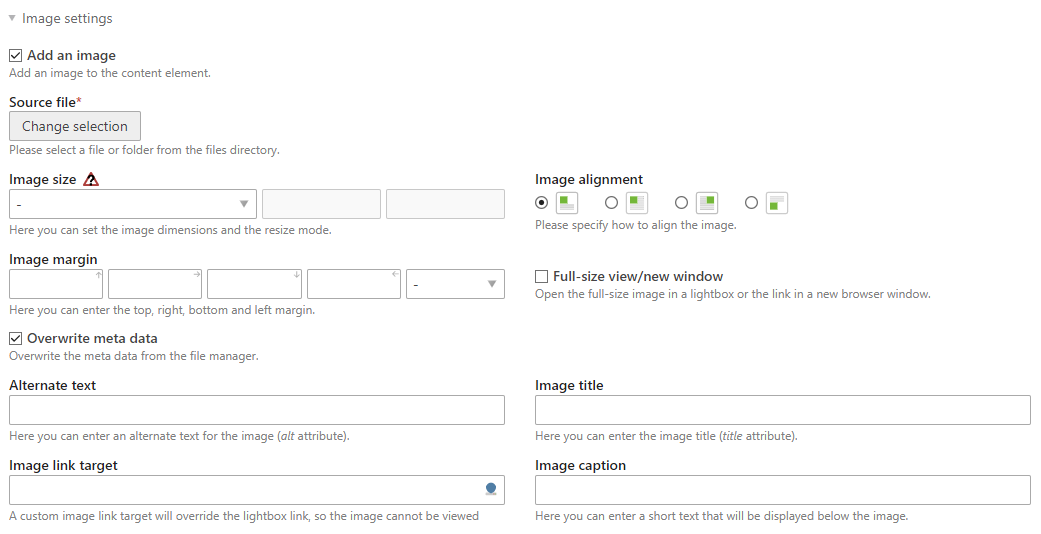 Image settings
Add an image
Add an image to the content element.
Source file*
Change selection
Please select a file or folder from the files directory.
Image size
-
Here you can set the image dimensions and the resize mode.
Image alignment
Please specify how to align the image.
Image margin
-
Here you can enter the top, right, bottom and left margin.
Full-size view/new window
Open the full-size image in a lightbox or the link in a new browser window.
Overwrite meta data
Overwrite the meta data from the file manager.
Alternate text
Here you can enter an alternate text for the image (alt attribute).
Image title
Here you can enter the image title (title attribute).
Image link target
A custom image link target will override the lightbox link, so the image cannot be viewed
Image caption
Here you can enter a short text that will be displayed below the image.